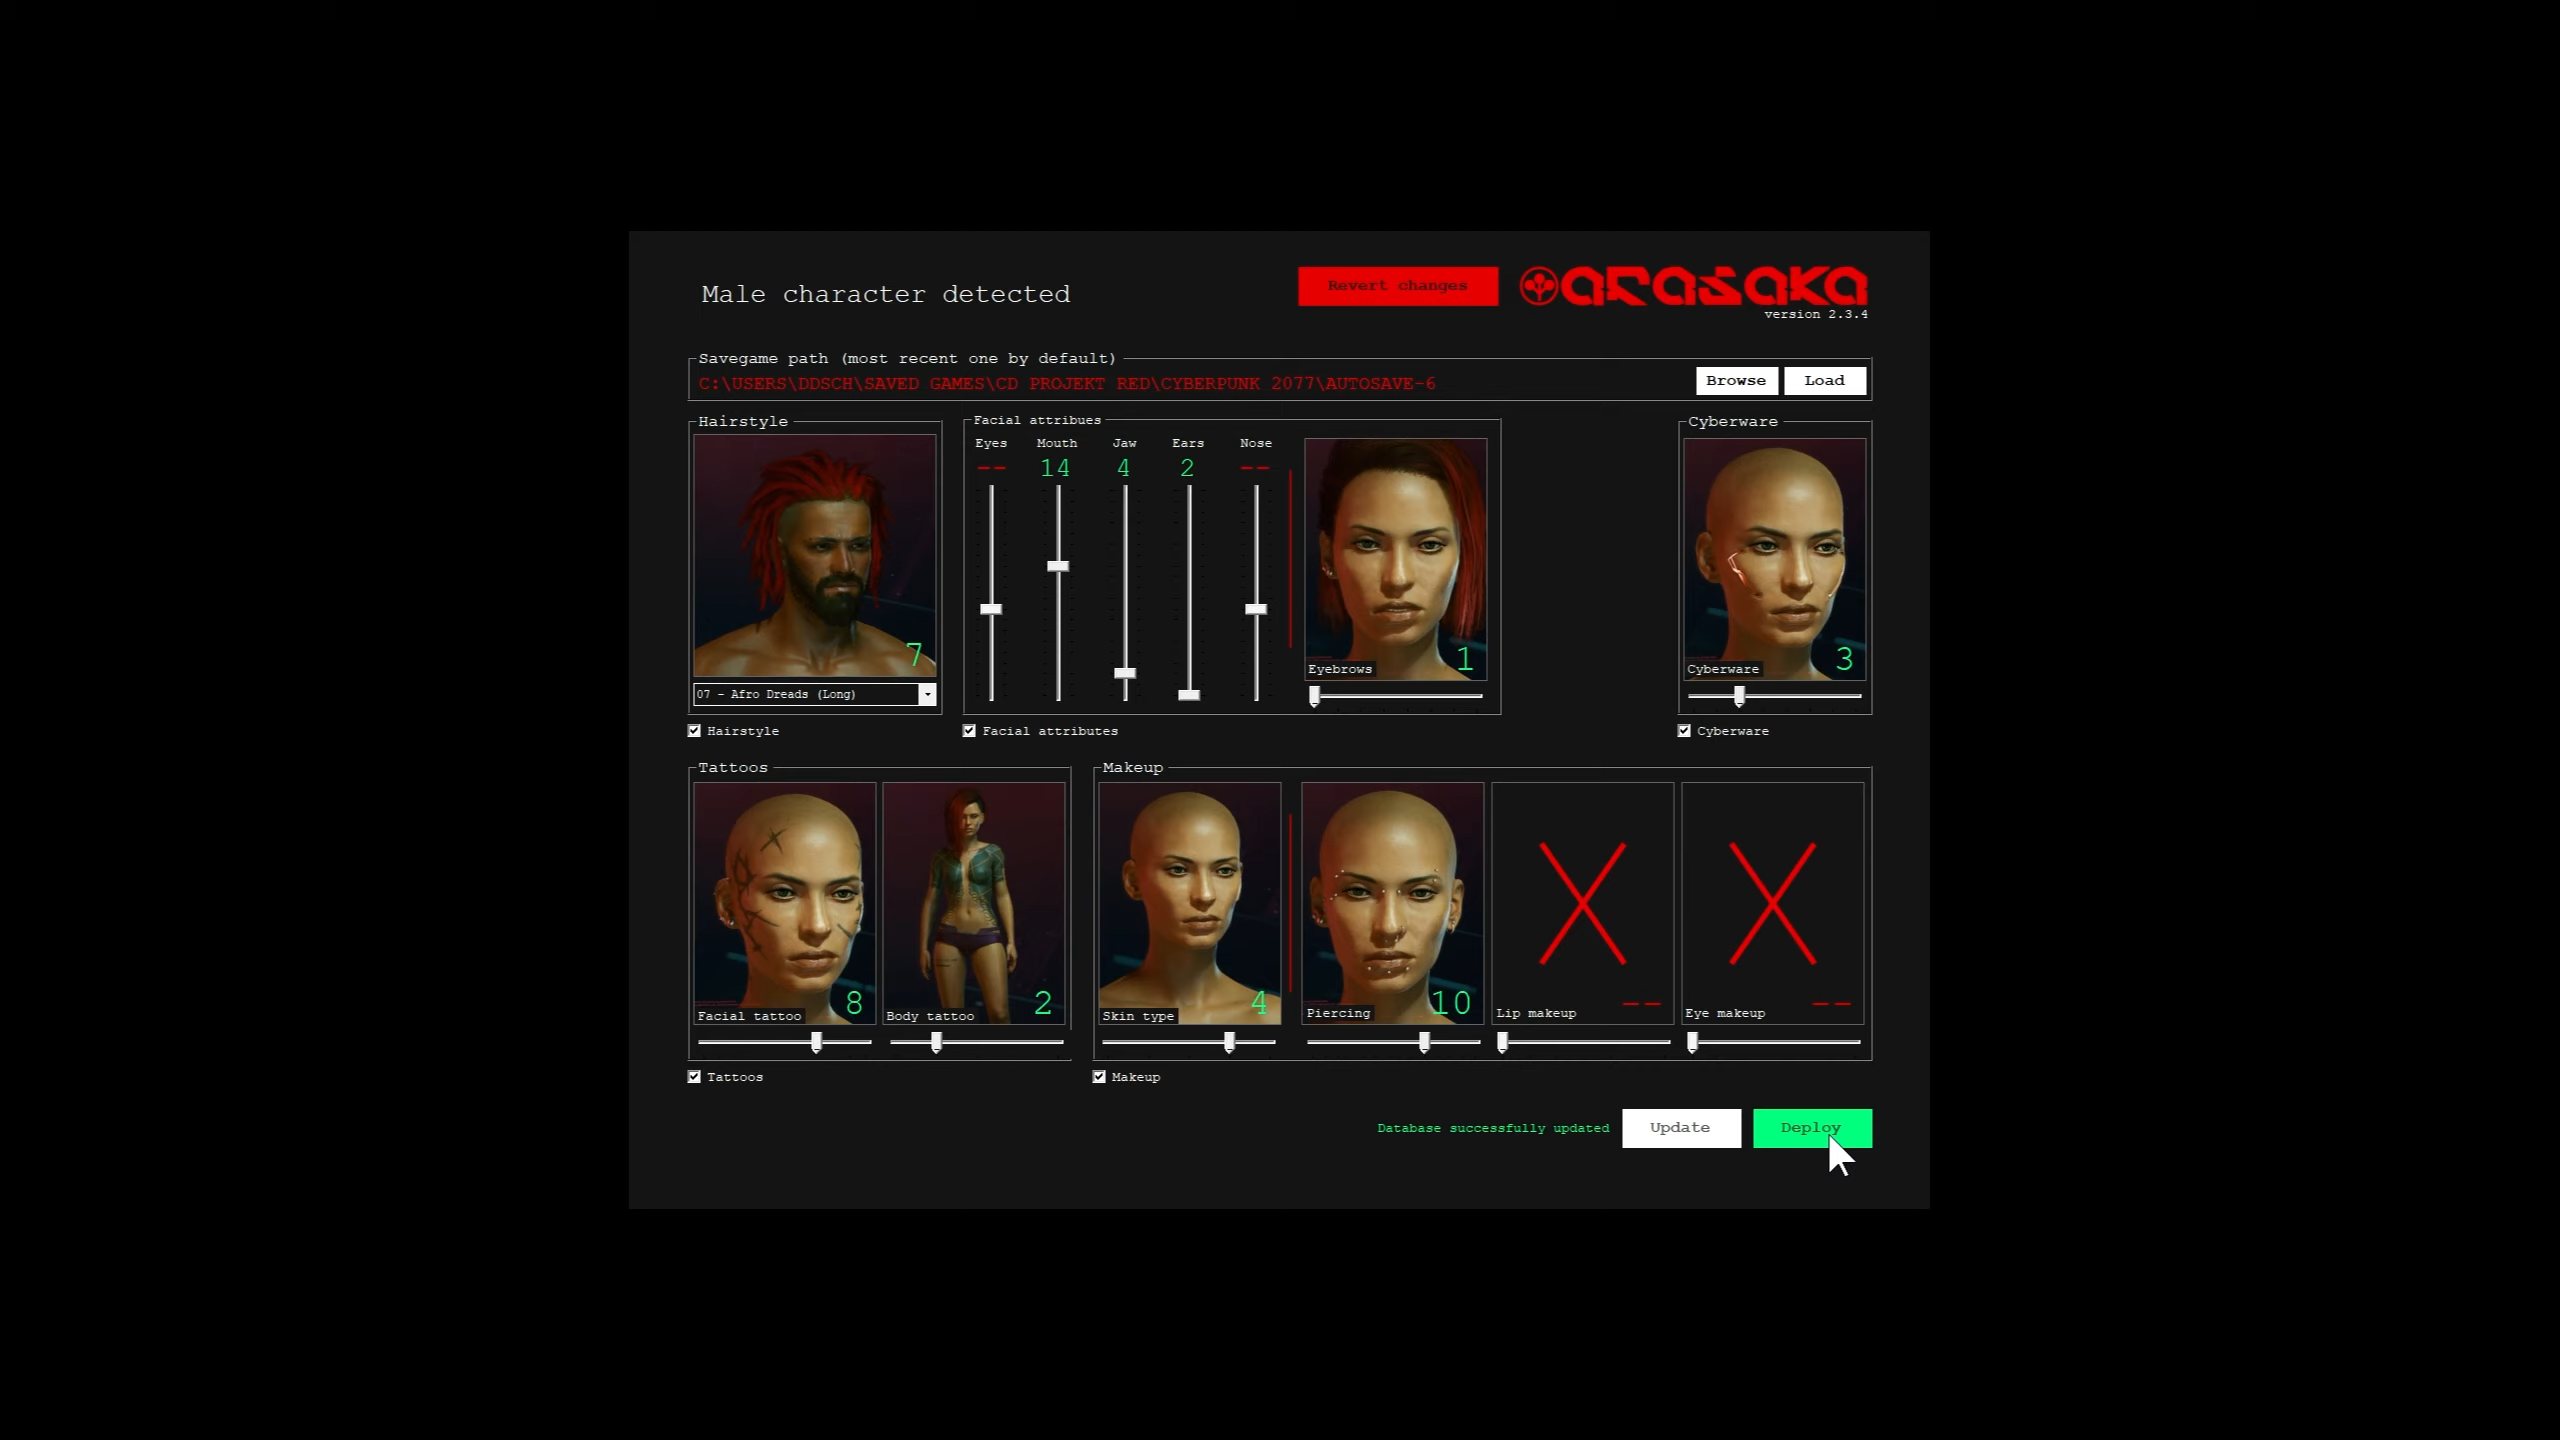 Male character detected
Revert changes
arasaka
version 2.3.4
Savegame path (most recent one by default)
C:\USERS\DDSCH\SAVED GAMES\CD PROJEKT RED\CYBERPUNK 2077\AUTOSAVE-6
Browse
Load
Hairstyle
7
07 - Afro Dreads (Long)
Hairstyle
Facial attribues
Eyes Mouth Jaw Ears Nose
-- 14 4 2 --
Eyebrows
1
Facial attributes
Cyberware
Cyberware
3
Cyberware
Tattoos
Facial tattoo
8
Body tattoo
2
Tattoos
Makeup
Skin type
4
Piercing
10
Lip makeup
--
Eye makeup
--
Makeup
Database successfully updated
Update
Deploy